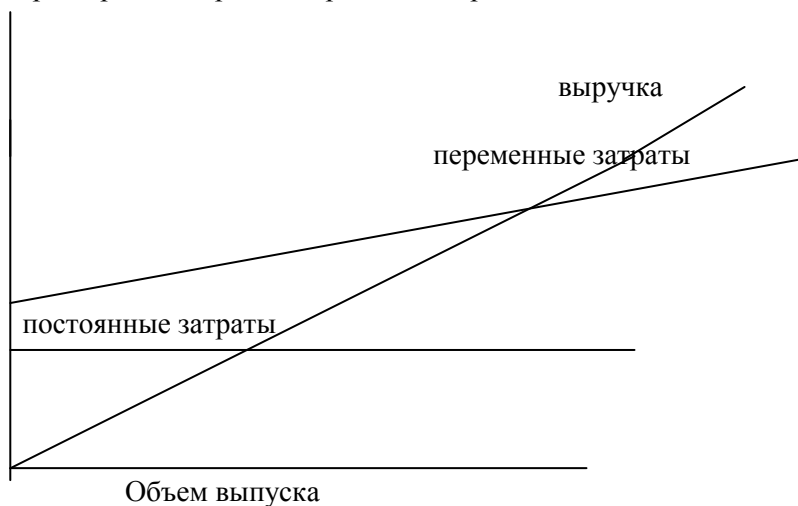 выручка
переменные затраты
постоянные затраты
Объем выпуска